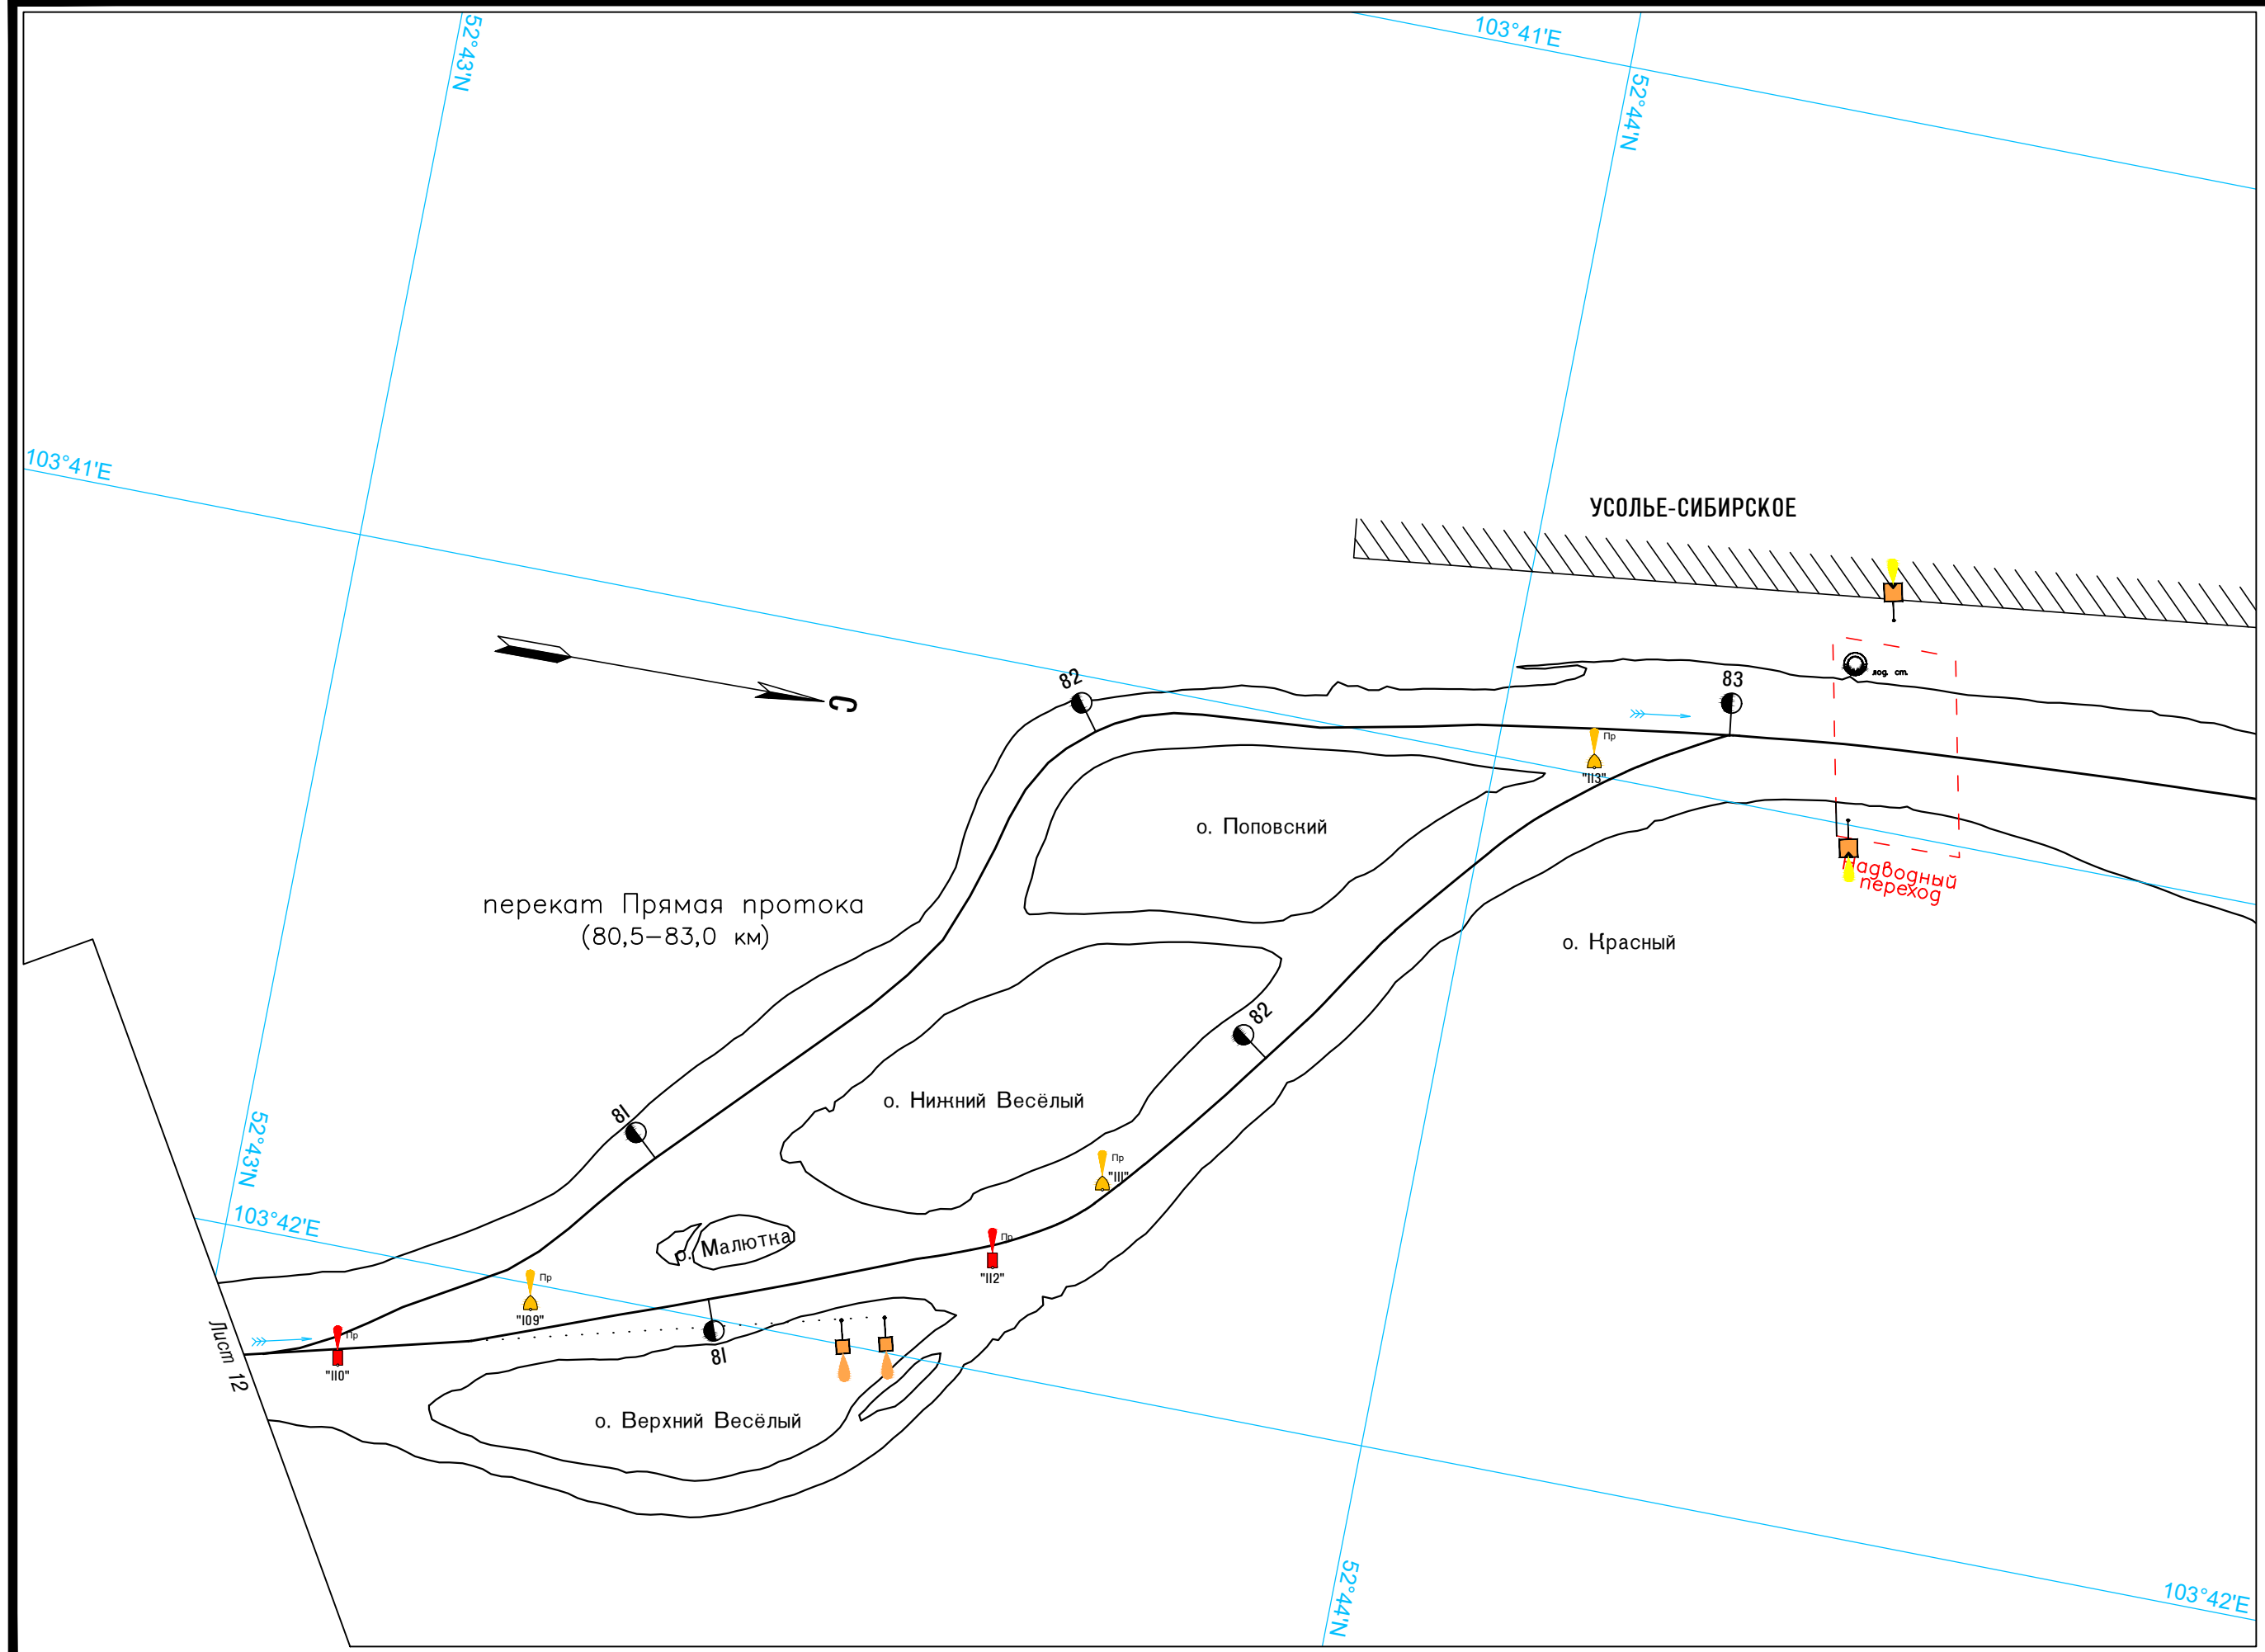 103°41'E
52°43'N
52°44'N
103°41'E
УСОЛЬЕ-СИБИРСКОЕ
С
82
83
лод. ст.
Пр
"113"
о. Поповский
Надводный
переход
перекат Прямая протока
(80,5–83,0 км)
о. Красный
82
81
о. Нижний Весёлый
52°43'N
Пр
"111"
103°42'E
о. Малютка
Пр
"112"
Пр
"109"
Лист 12
Пр
"110"
81
о. Верхний Весёлый
52°44'N
103°42'E